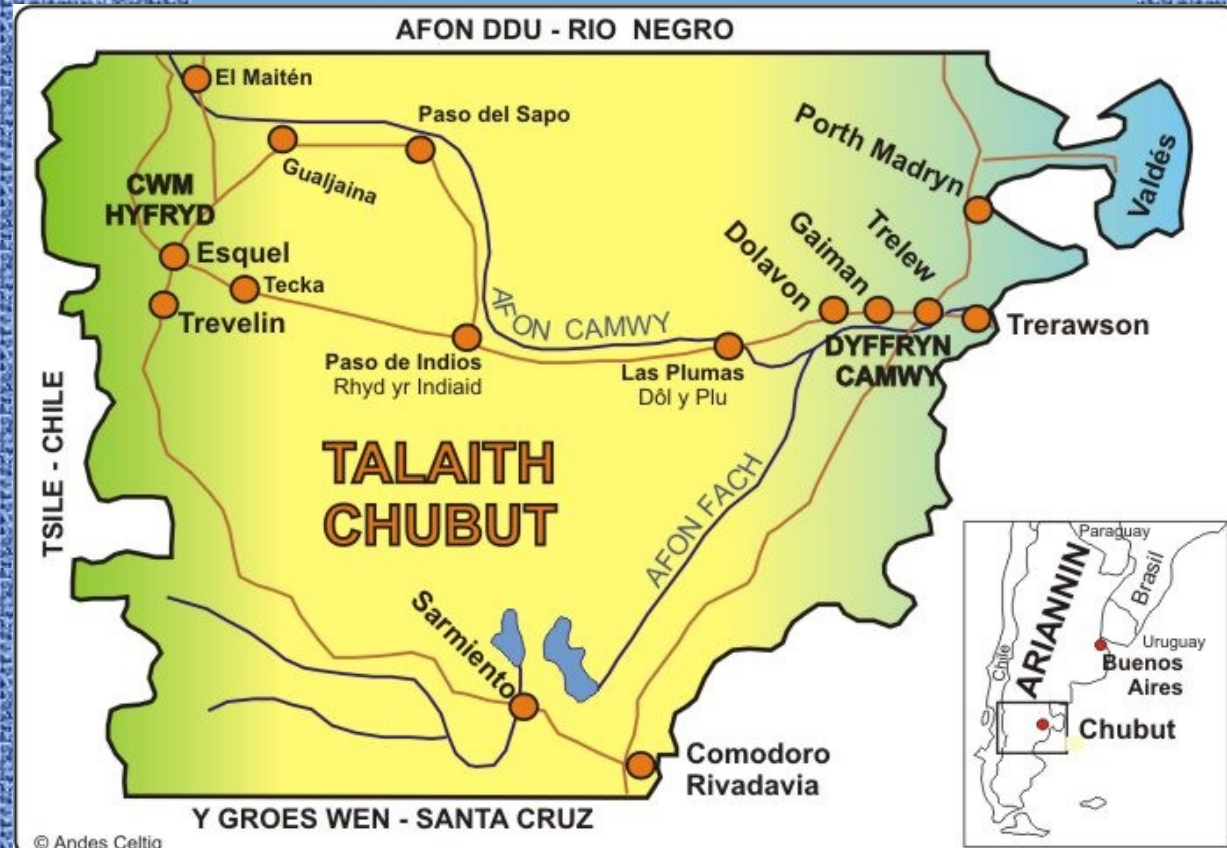 AFON DDU - RIO NEGRO
El Maitén
Paso del Sapo
Gualjaina
CWM
HYFRYD
Esquel
Tecka
Trevelin
Porth Madryn
Valdés
Dolavon
Gaiman
Trelew
Trerawson
DYFFRYN
CAMWY
AFON CAMWY
Paso de Indios
Rhyd yr Indiaid
Las Plumas
Dôl y Plu
TSILE - CHILE
TALAITH
CHUBUT
AFON FACH
Sarmiento
Comodoro
Rivadavia
Y GROES WEN - SANTA CRUZ
© Andes Celtig
Paraguay
ARIANNIN
Brasil
Chile
Uruguay
Buenos
Aires
Chubut